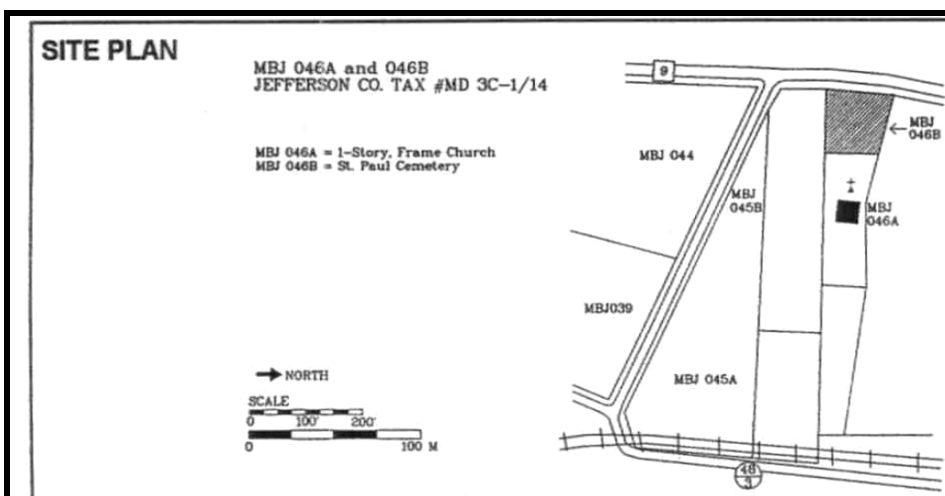 SITE PLAN
MBJ 046A and 046B
JEFFERSON CO. TAX #MD 3C-1/14
MBJ 046A = 1-Story, Frame Church
MBJ 046B = St. Paul Cemetery
9
MBJ
046B
MBJ 044
MBJ
045B
MBJ
046A
MBJ039
MBJ 045A
NORTH
SCALE
0 100' 200'
0 100 M
48
3